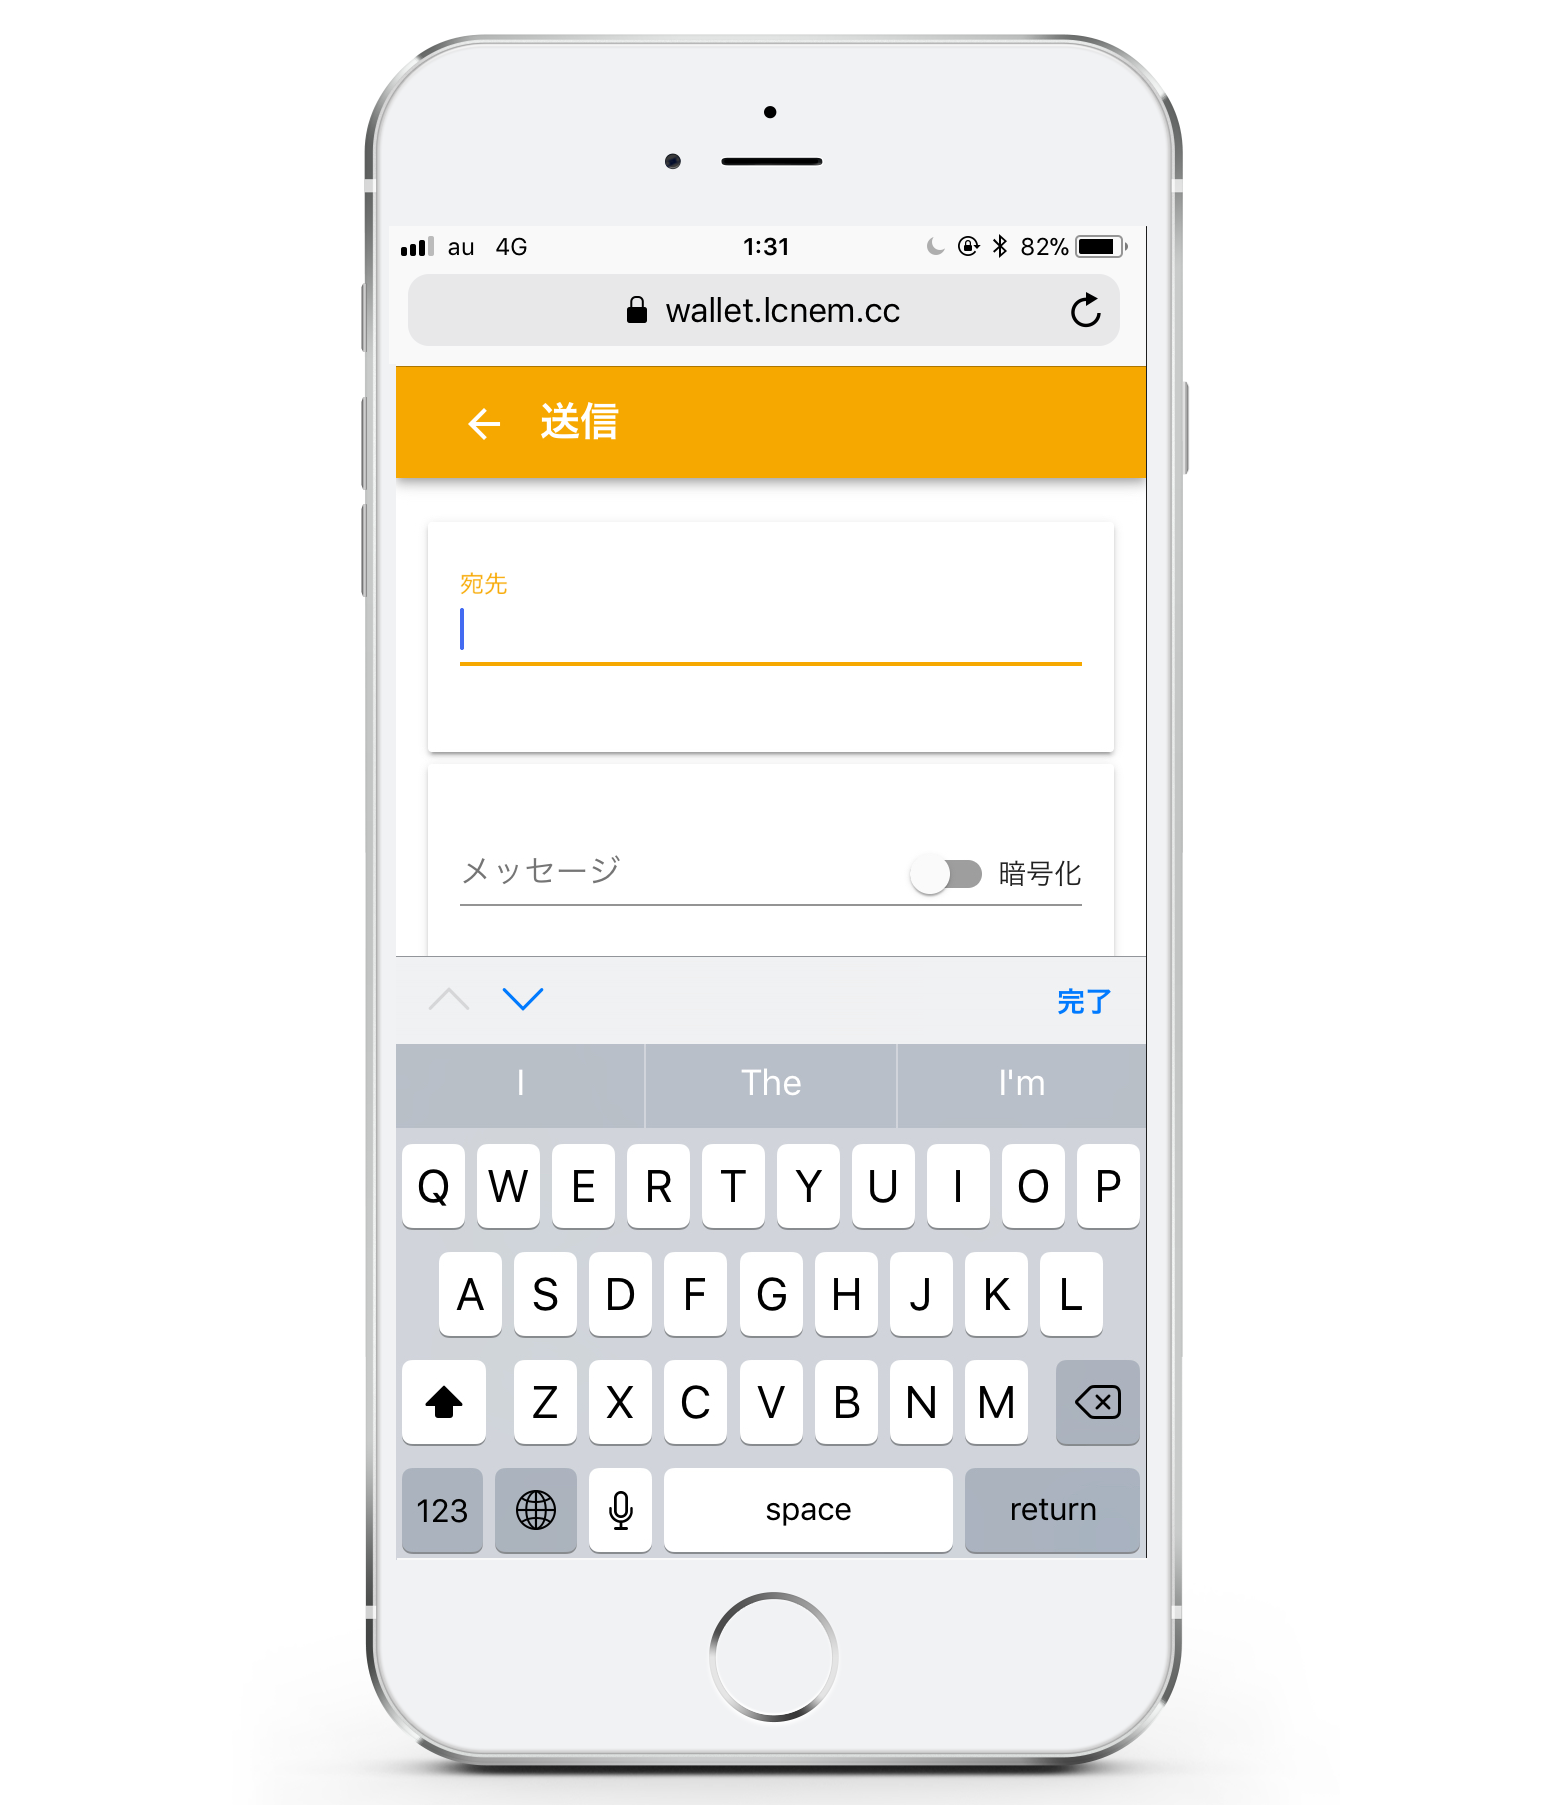 au 4G 1:31 82%
wallet.lcnem.cc
送信
宛先
メッセージ 暗号化
完了
I The I'm
Q W E R T Y U I O P
A S D F G H J K L
Z X C V B N M
123 space return